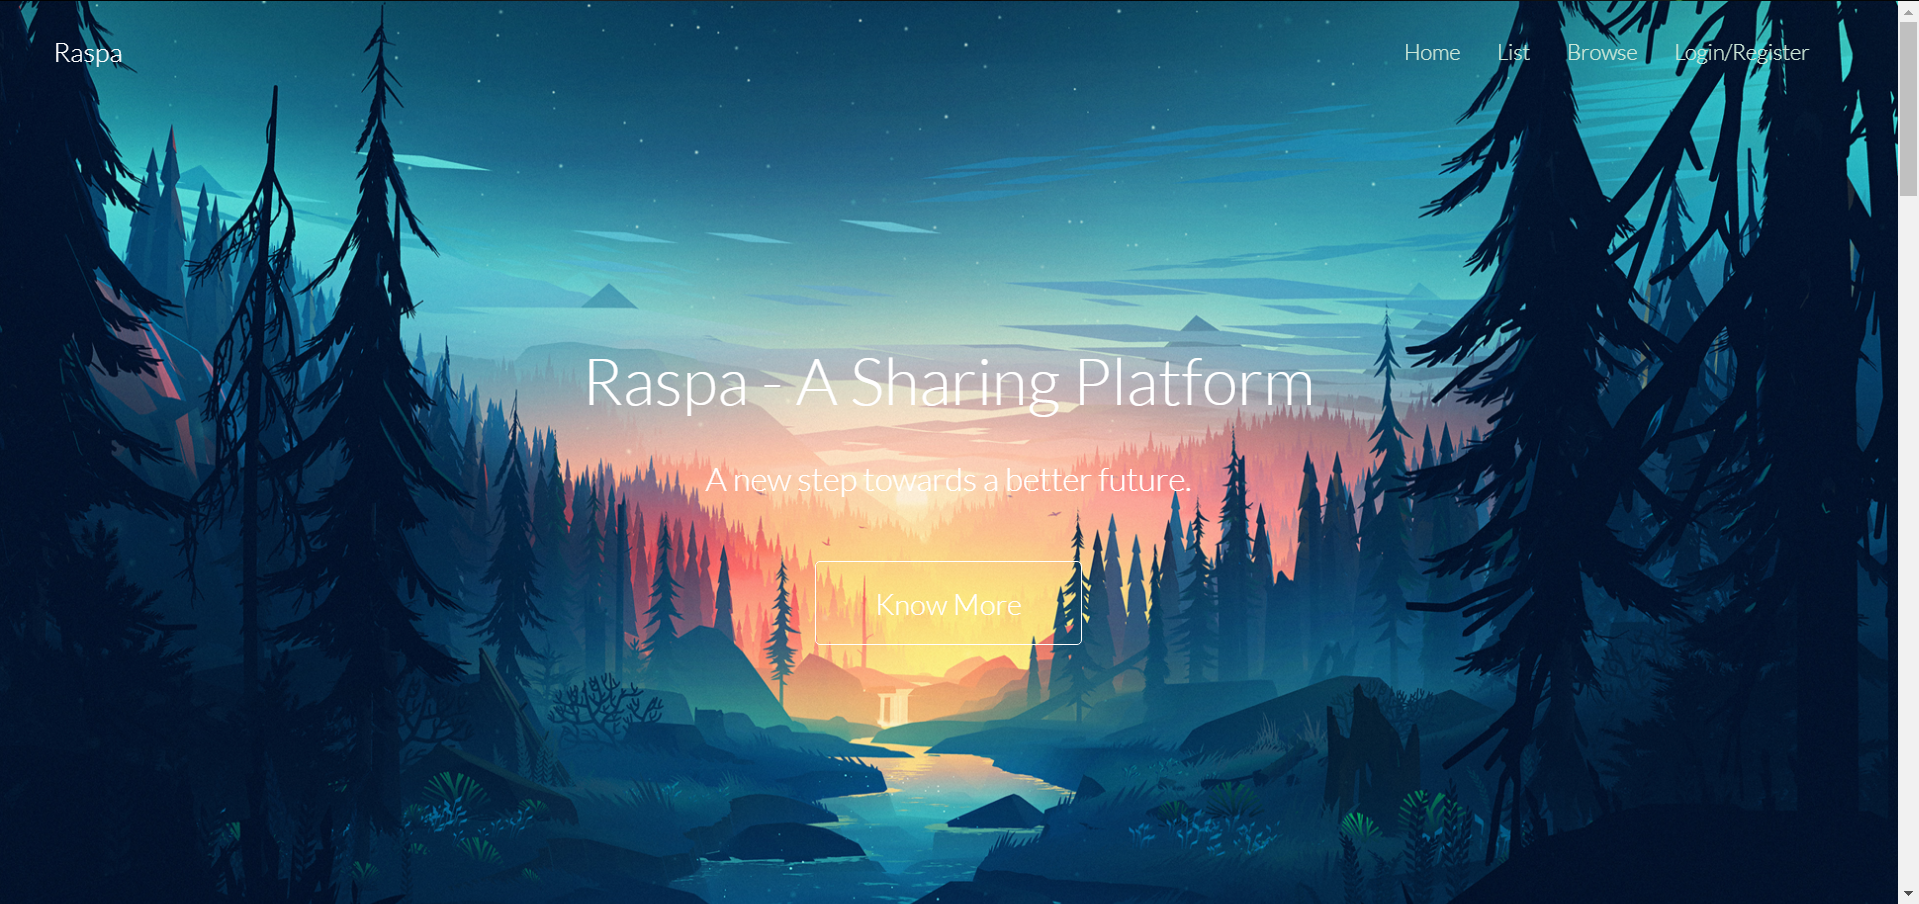 Raspa
Home List Browse Login/Register
Raspa - A Sharing Platform
A new step towards a better future.
Know More